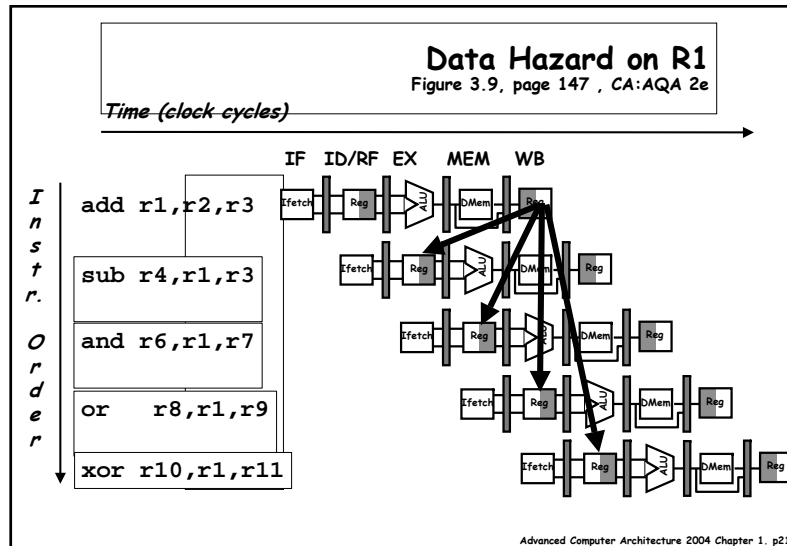 Data Hazard on R1
Figure 3.9, page 147 , CA:AQA 2e
Time (clock cycles)
IF ID/RF EX MEM WB
Instr. Order
add r1,r2,r3
Ifetch Reg ALU DMem Reg
sub r4,r1,r3
Ifetch Reg ALU DMem Reg
and r6,r1,r7
Ifetch Reg ALU DMem Reg
or r8,r1,r9
Ifetch Reg ALU DMem Reg
xor r10,r1,r11
Ifetch Reg ALU DMem Reg
Advanced Computer Architecture 2004 Chapter 1. p21